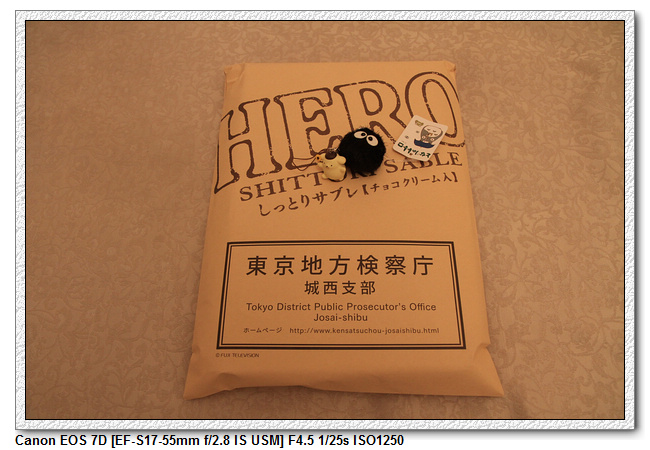 HERO
SHITTORI SABLE
しっとりサブレ【チョコクリーム入】
東京地方検察庁
城西支部
Tokyo District Public Prosecutor's Office
Josai-shibu
ホームページ http://www.kensatsuchou-josaishibu.html
©FUJI TELEVISION
Canon EOS 7D [EF-S17-55mm f/2.8 IS USM] F4.5 1/25s ISO1250